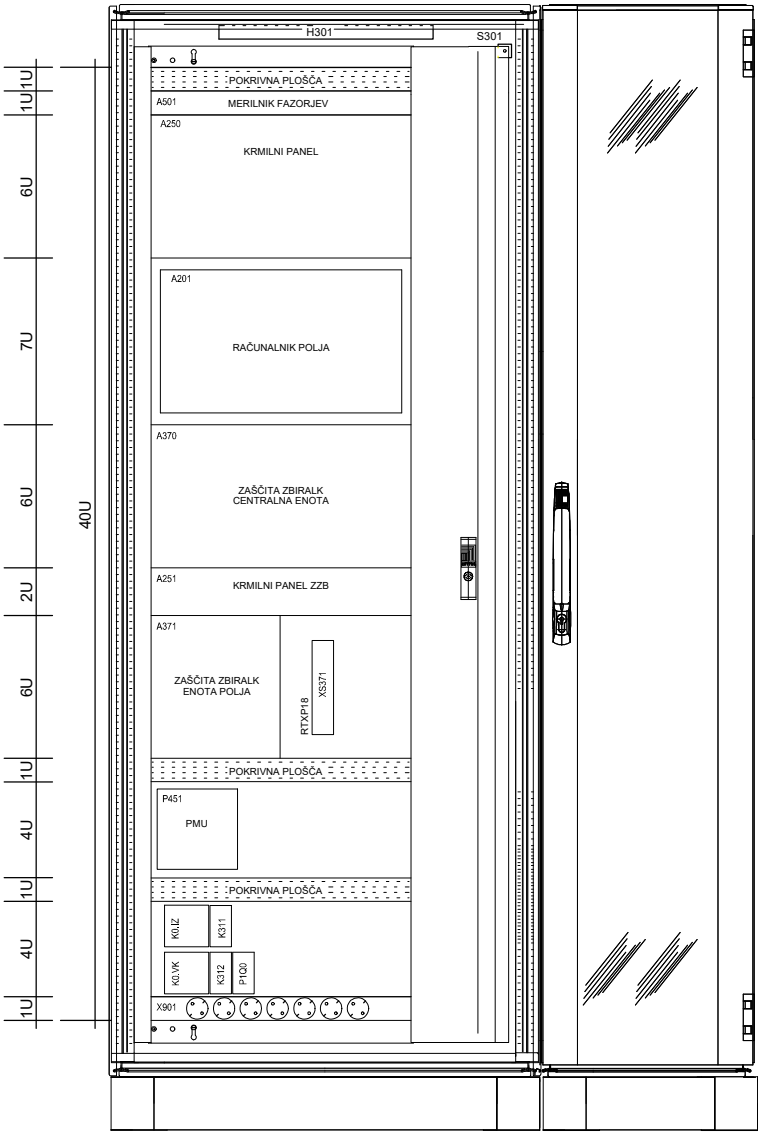 H301
S301
1U
POKRIVNA PLOŠČA
1U
A501
MERILNIK FAZORJEV
A250
KRMILNI PANEL
6U
A201
RAČUNALNIK POLJA
7U
A370
ZAŠČITA ZBIRALK
CENTRALNA ENOTA
6U
40U
A251
KRMILNI PANEL ZZB
2U
A371
ZAŠČITA ZBIRALK
ENOTA POLJA
RTXP18
XS371
6U
POKRIVNA PLOŠČA
1U
P451
PMU
4U
POKRIVNA PLOŠČA
1U
K0.IZ
K311
K0.VK
K312
P1Q0
4U
X901
1U